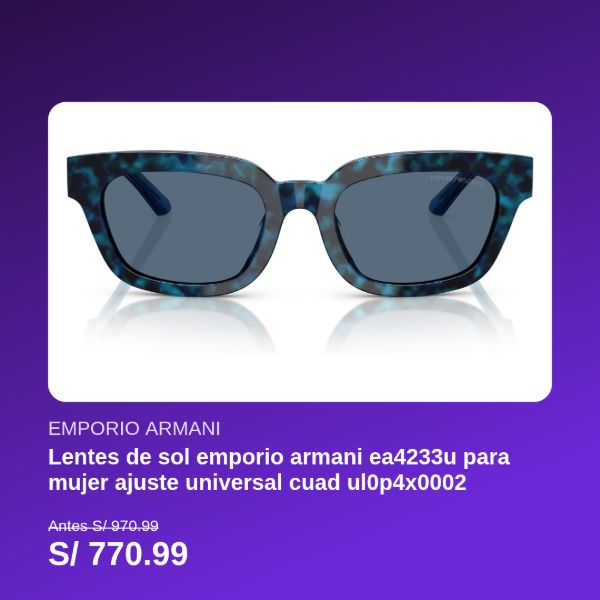 EMPORIO ARMANI
Lentes de sol emporio armani ea4233u para
mujer ajuste universal cuad ul0p4x0002
Antes S/ 970.99
S/ 770.99